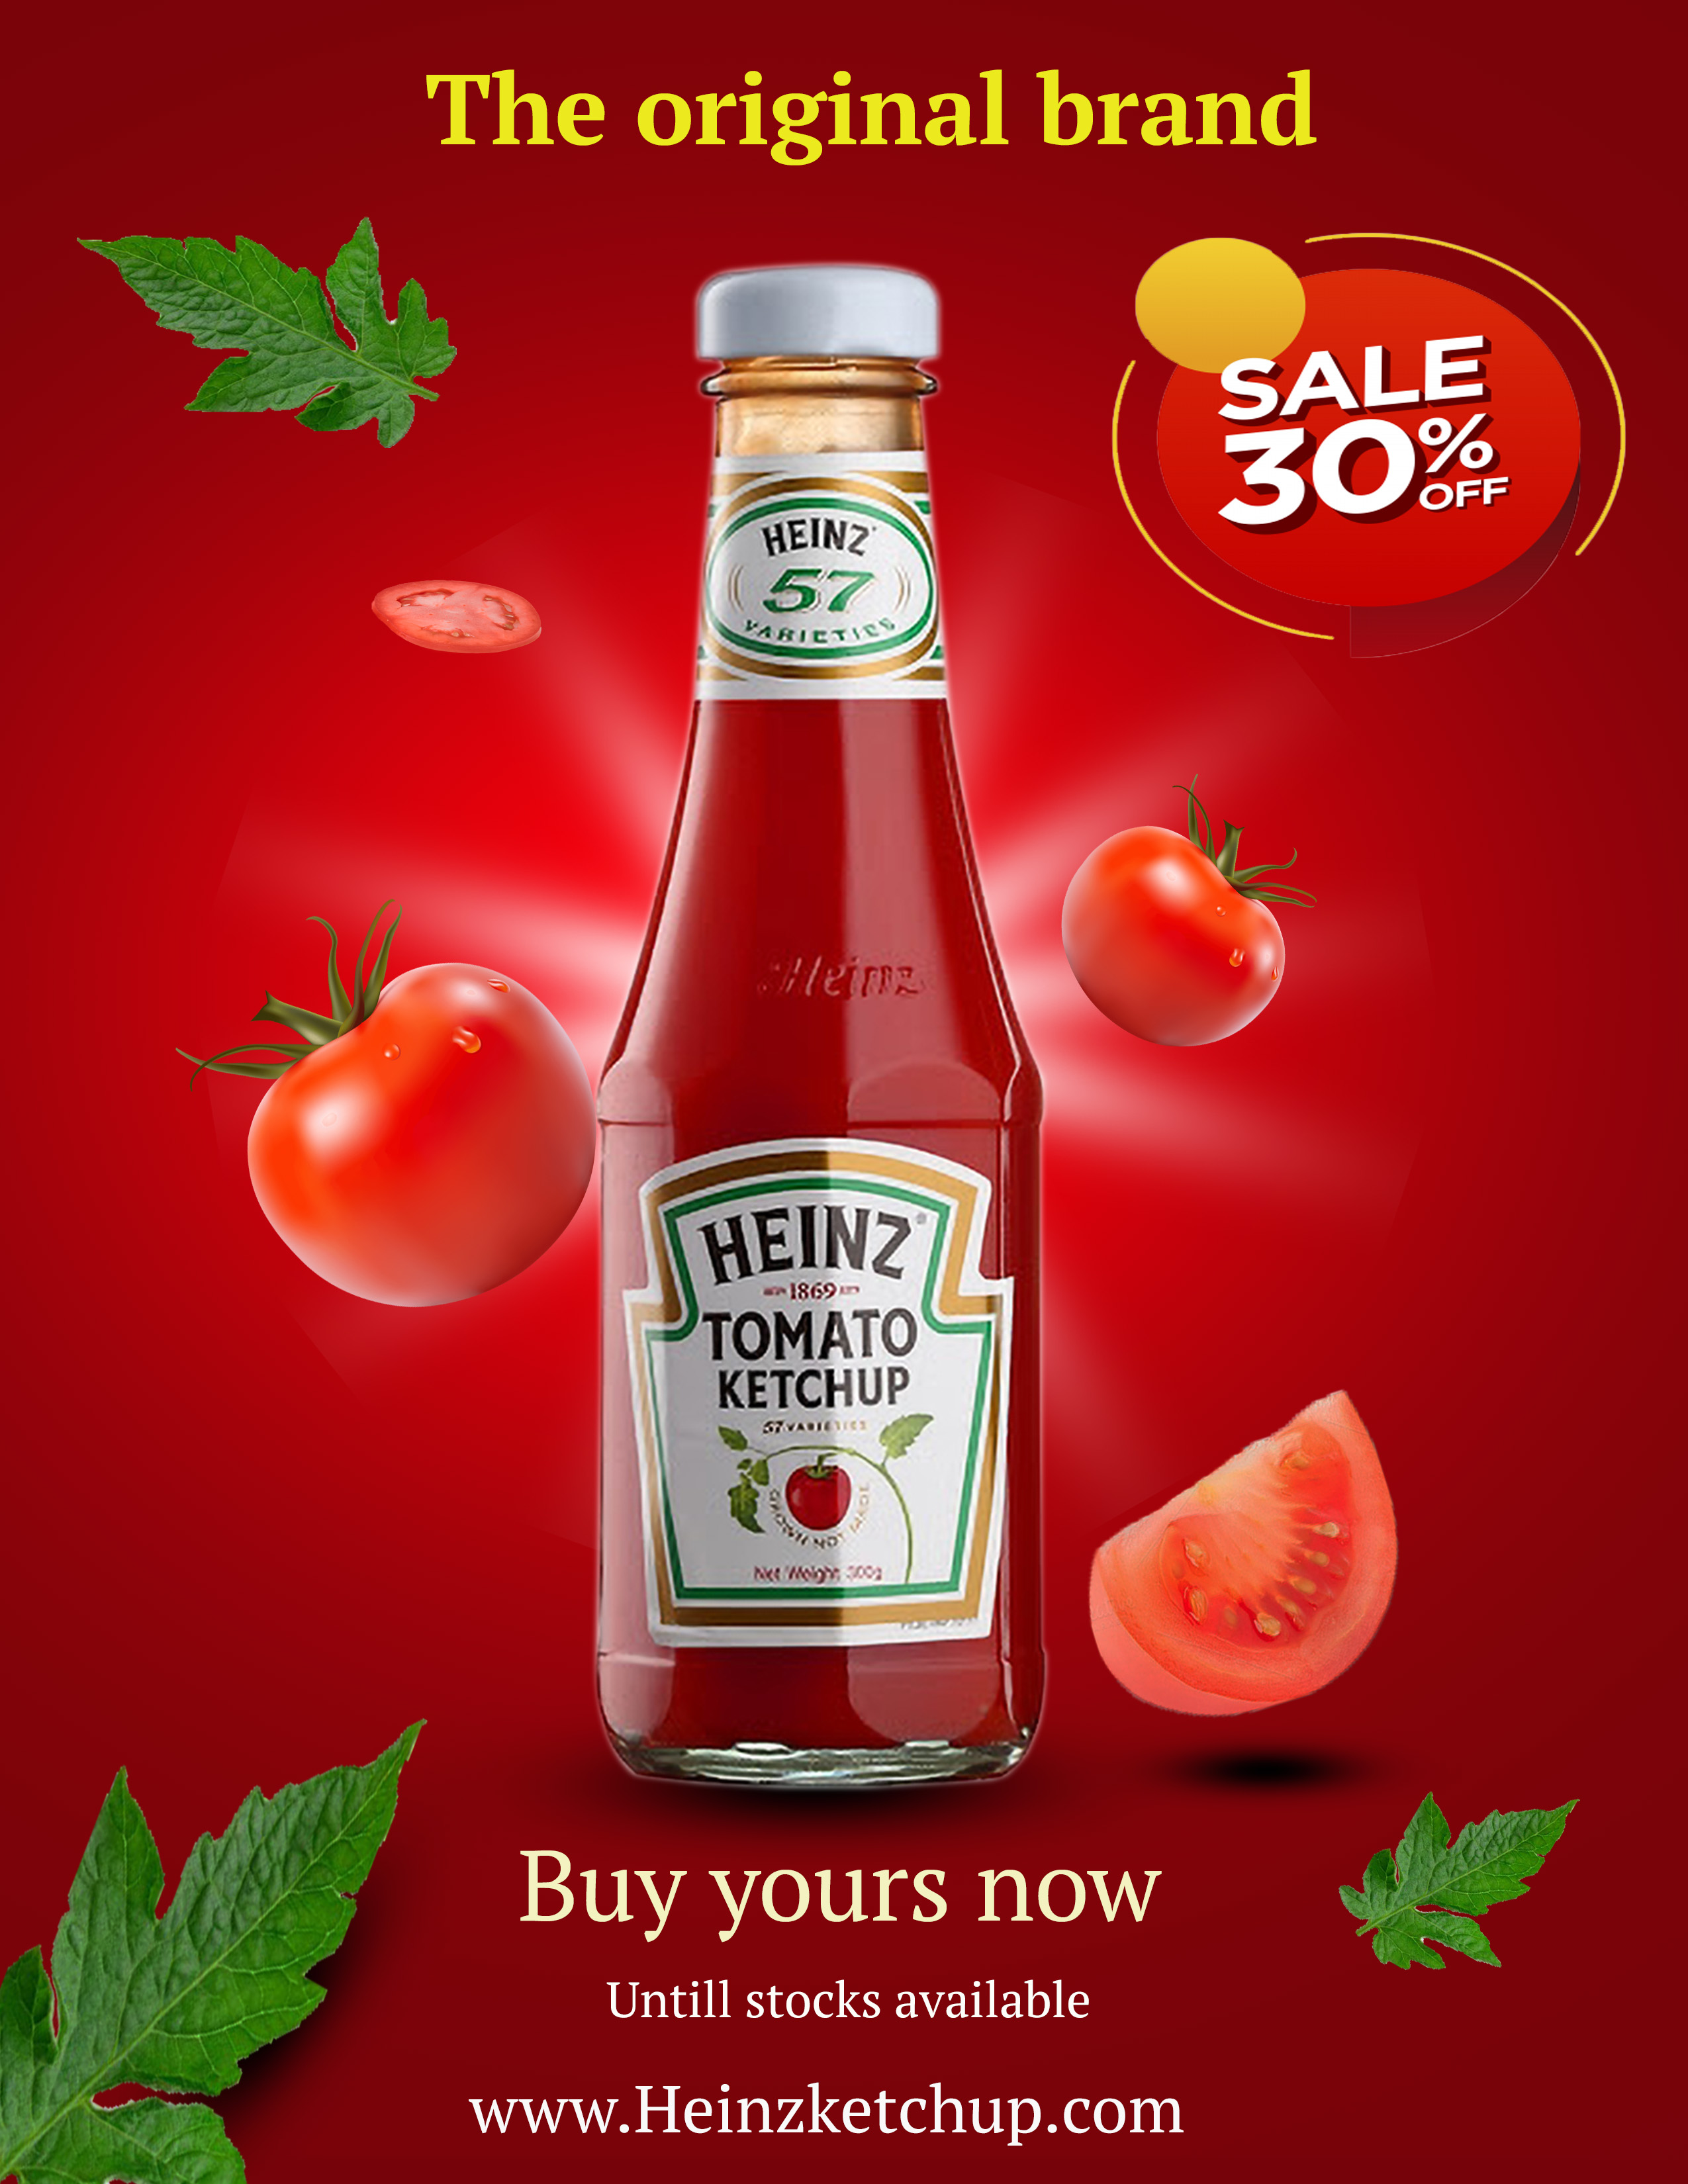 The original brand
SALE
30%
OFF
HEINZ
57
VARIETIES
Heinz
HEINZ®
1869
TOMATO
KETCHUP
57 VARIETIES
GROWN NOT MADE
Net Weight 300g
Buy yours now
Untill stocks available
www.Heinzketchup.com